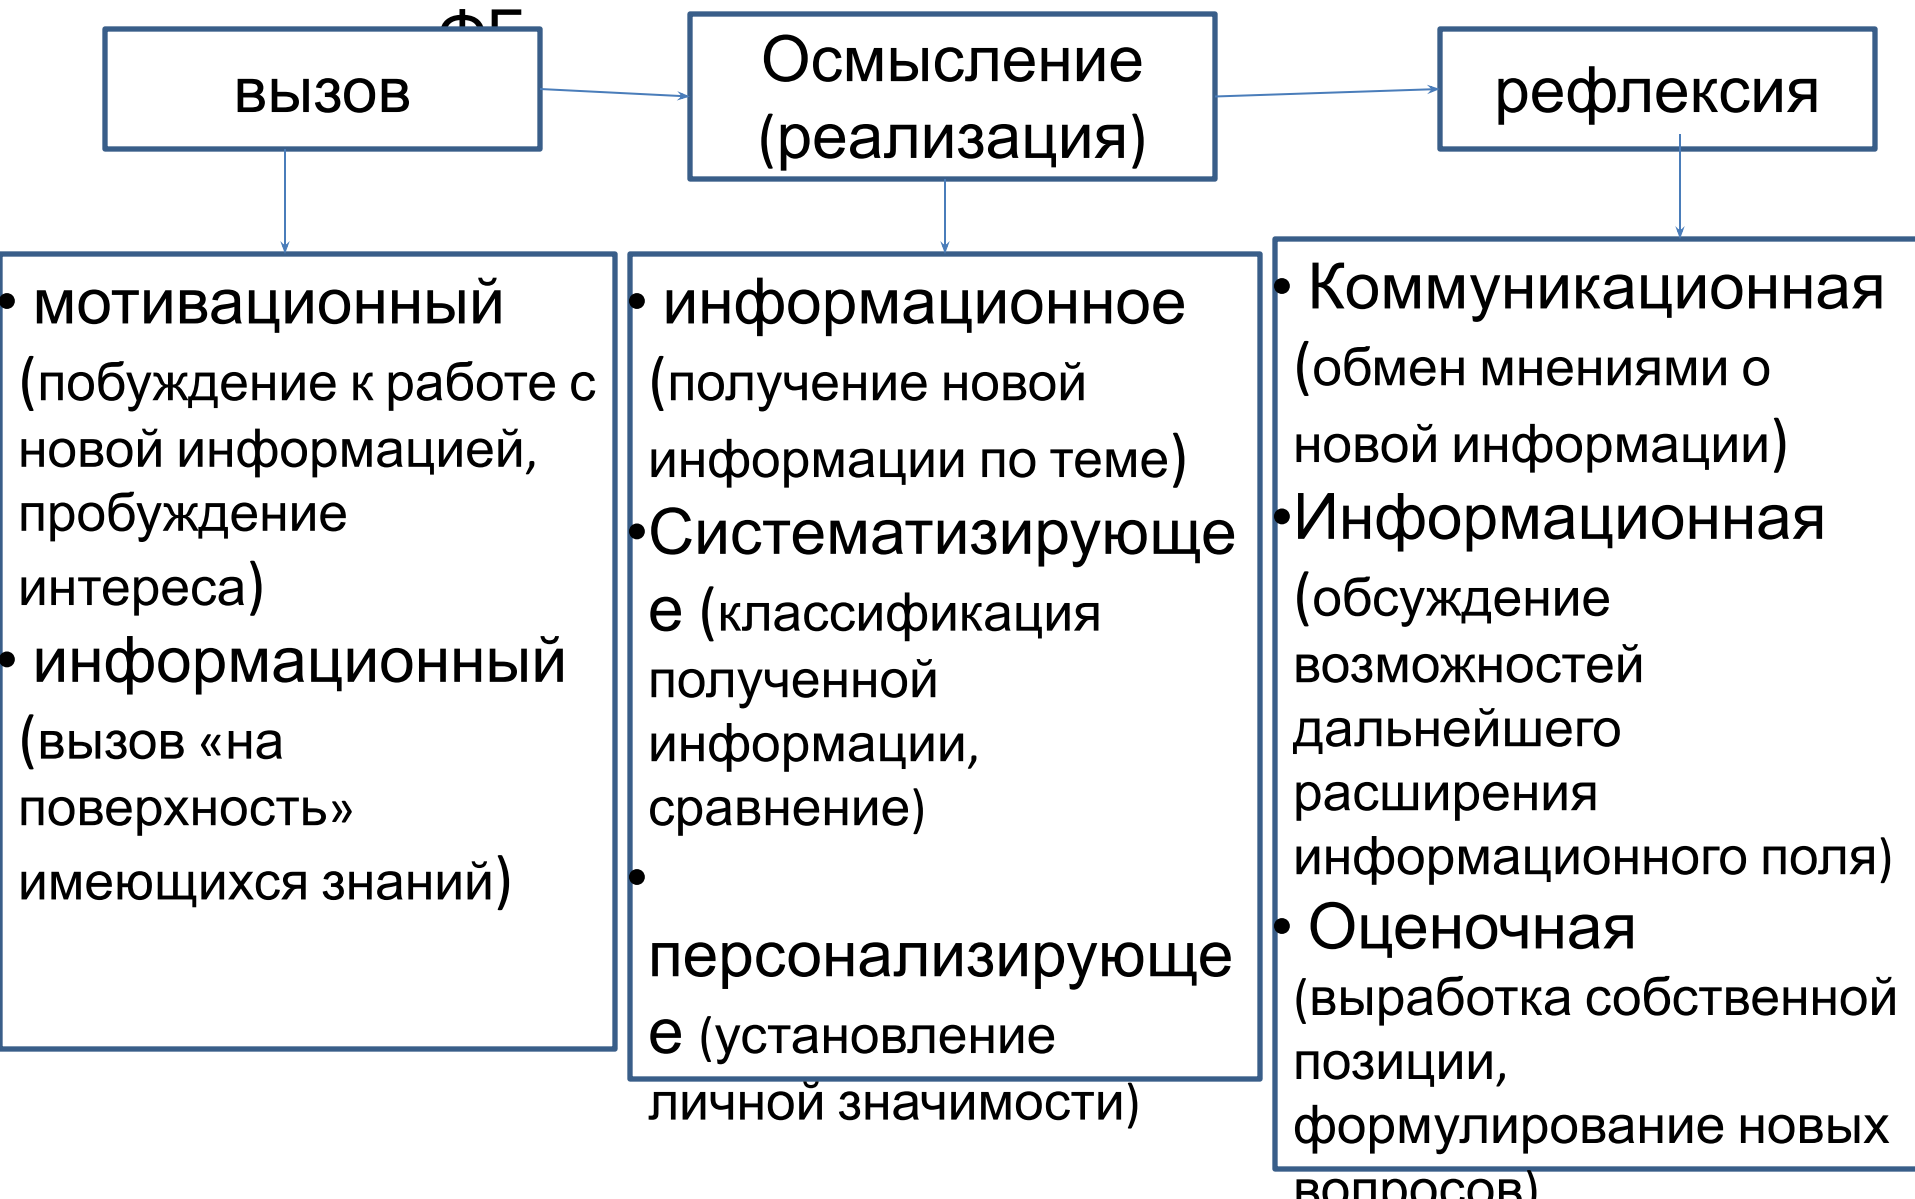 вызов
Осмысление
(реализация)
рефлексия
• мотивационный
(побуждение к работе с
новой информацией,
пробуждение
интереса)
• информационный
(вызов «на
поверхность»
имеющихся знаний)
• информационное
(получение новой
информации по теме)
•Систематизирующе
е (классификация
полученной
информации,
сравнение)
•
персонализирующе
е (установление
личной значимости)
• Коммуникационная
(обмен мнениями о
новой информации)
•Информационная
(обсуждение
возможностей
дальнейшего
расширения
информационного поля)
• Оценочная
(выработка собственной
позиции,
формулирование новых
вопросов)